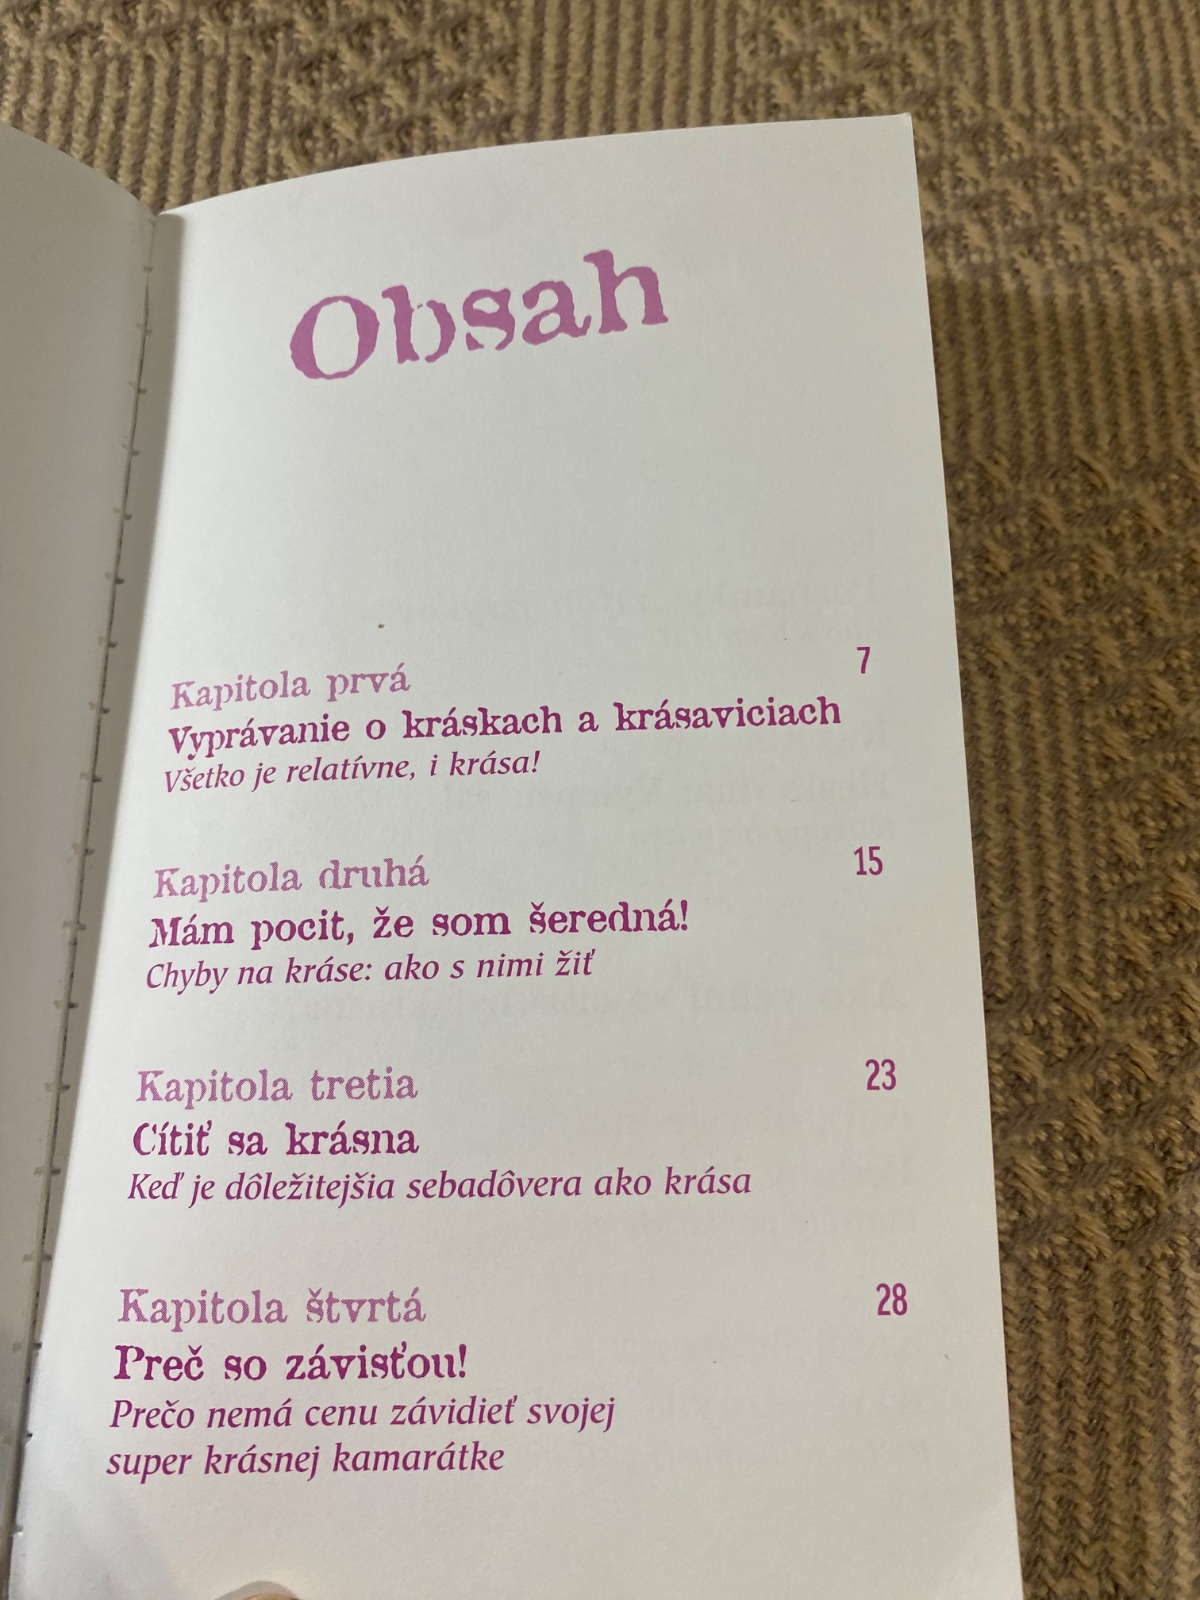 Obsah
Kapitola prvá 7
Vyprávanie o kráskach a krásaviciach
Všetko je relatívne, i krása!
Kapitola druhá 15
Mám pocit, že som šeredná!
Chyby na kráse: ako s nimi žiť
Kapitola tretia 23
Cítiť sa krásna
Keď je dôležitejšia sebadôvera ako krása
Kapitola štvrtá 28
Preč so závisťou!
Prečo nemá cenu závidieť svojej
super krásnej kamarátke